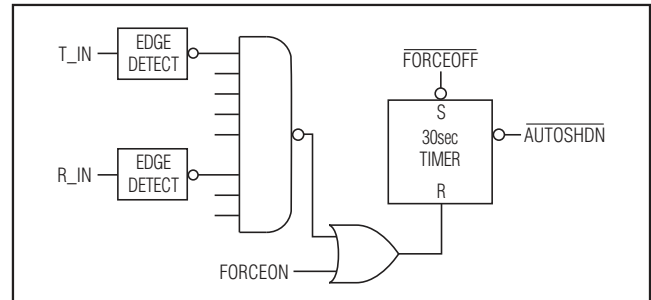 T_IN
EDGE
DETECT
R_IN
EDGE
DETECT
FORCEON
FORCEOFF
S
30sec
TIMER
R
AUTOSHDN